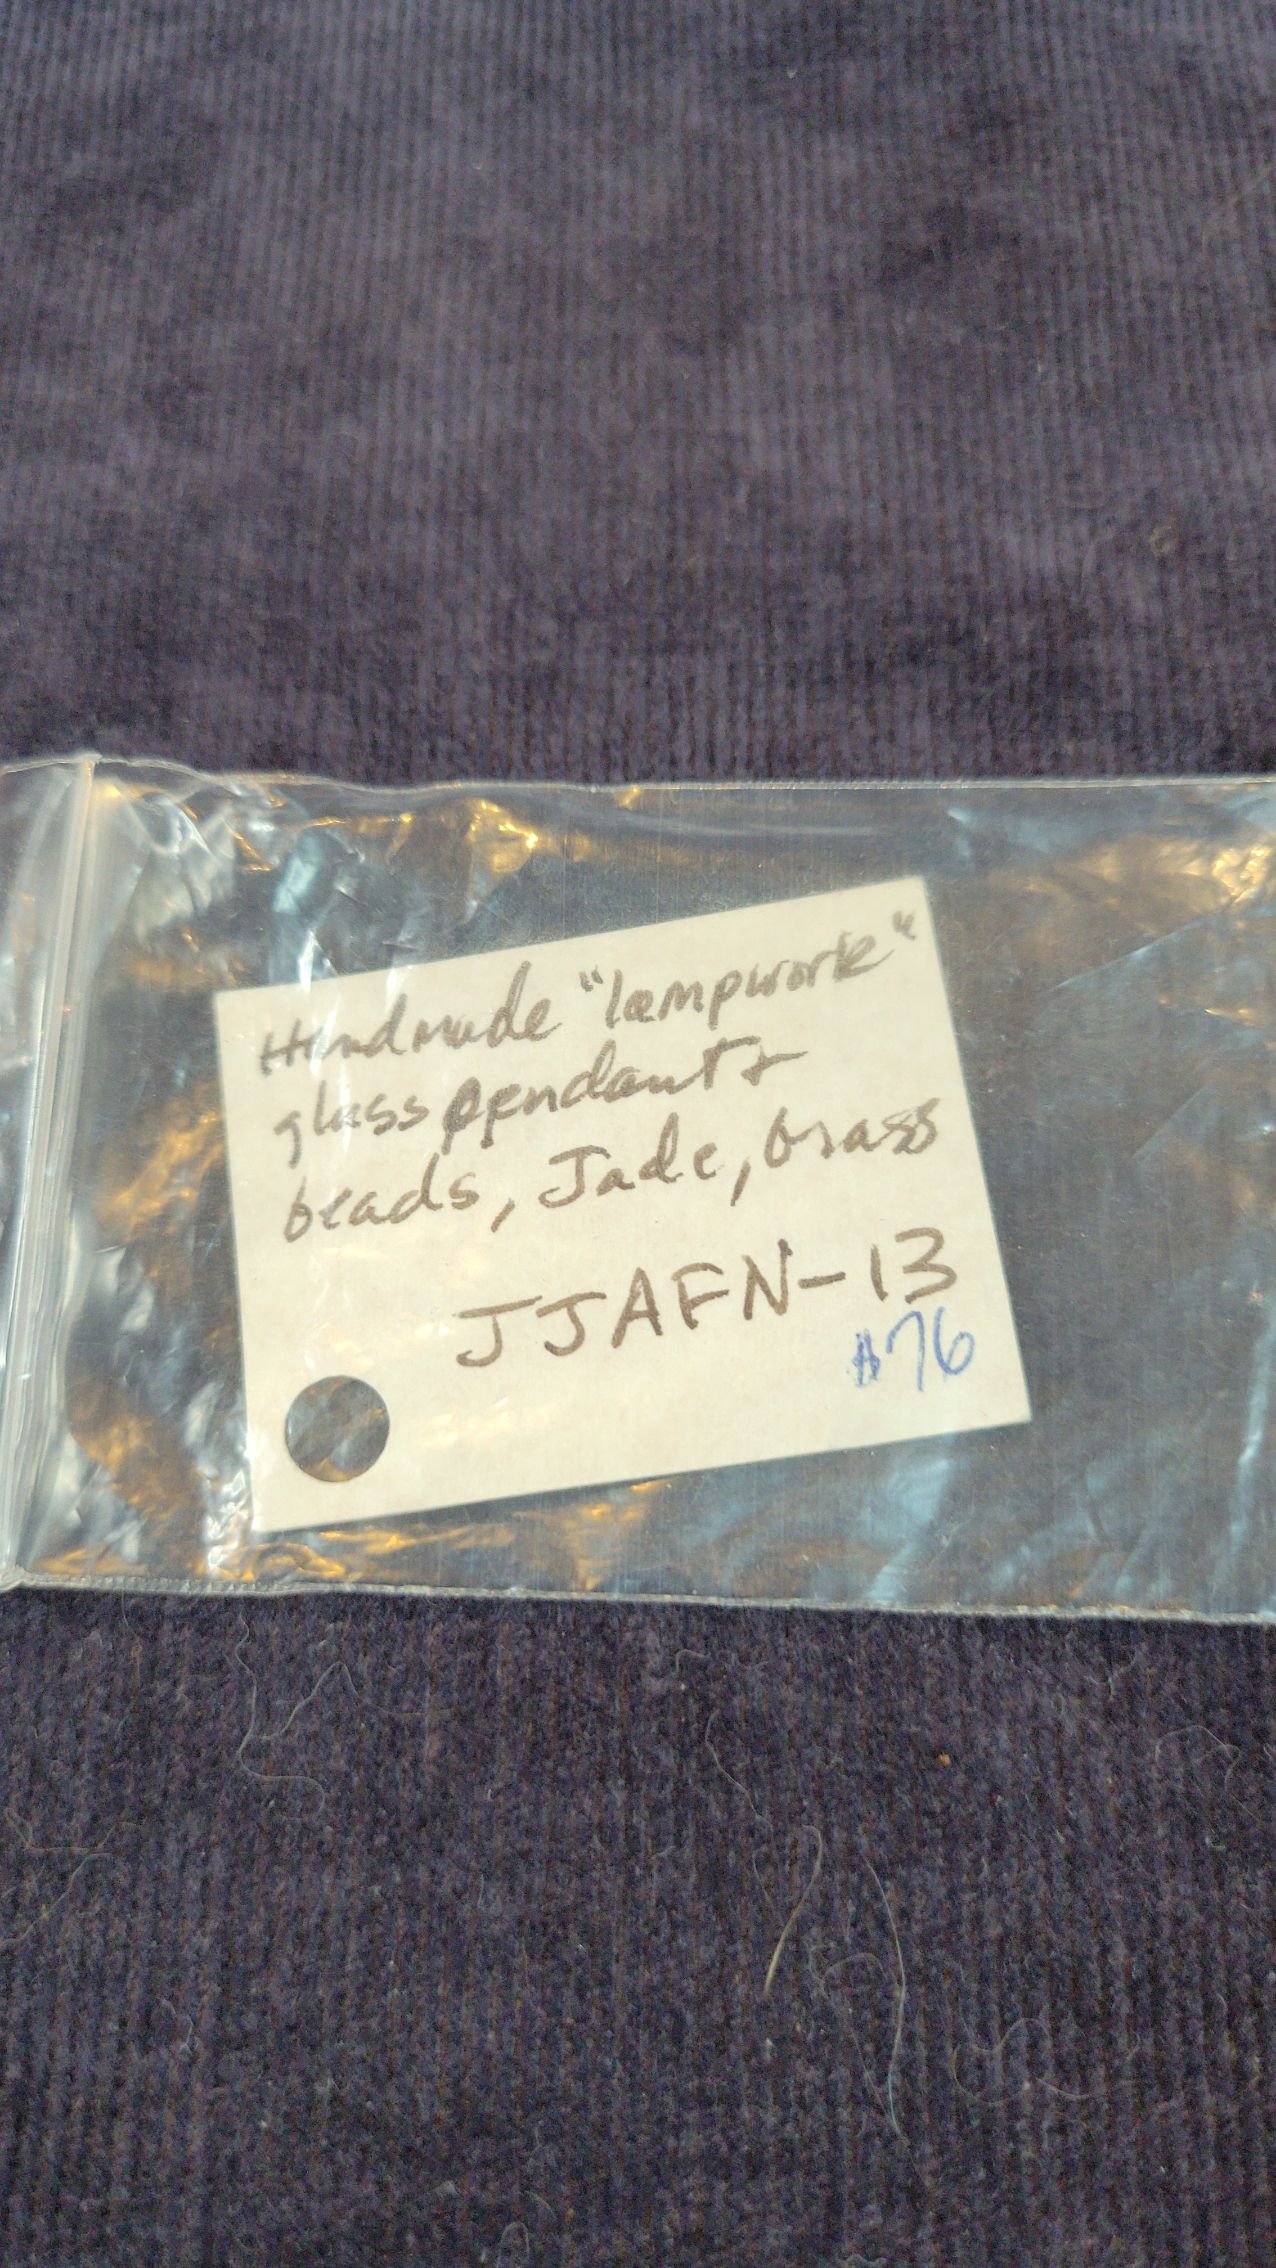 Handmade "lampwork"
glass pendant +
beads, Jade, brass
JJAFN-13
#76